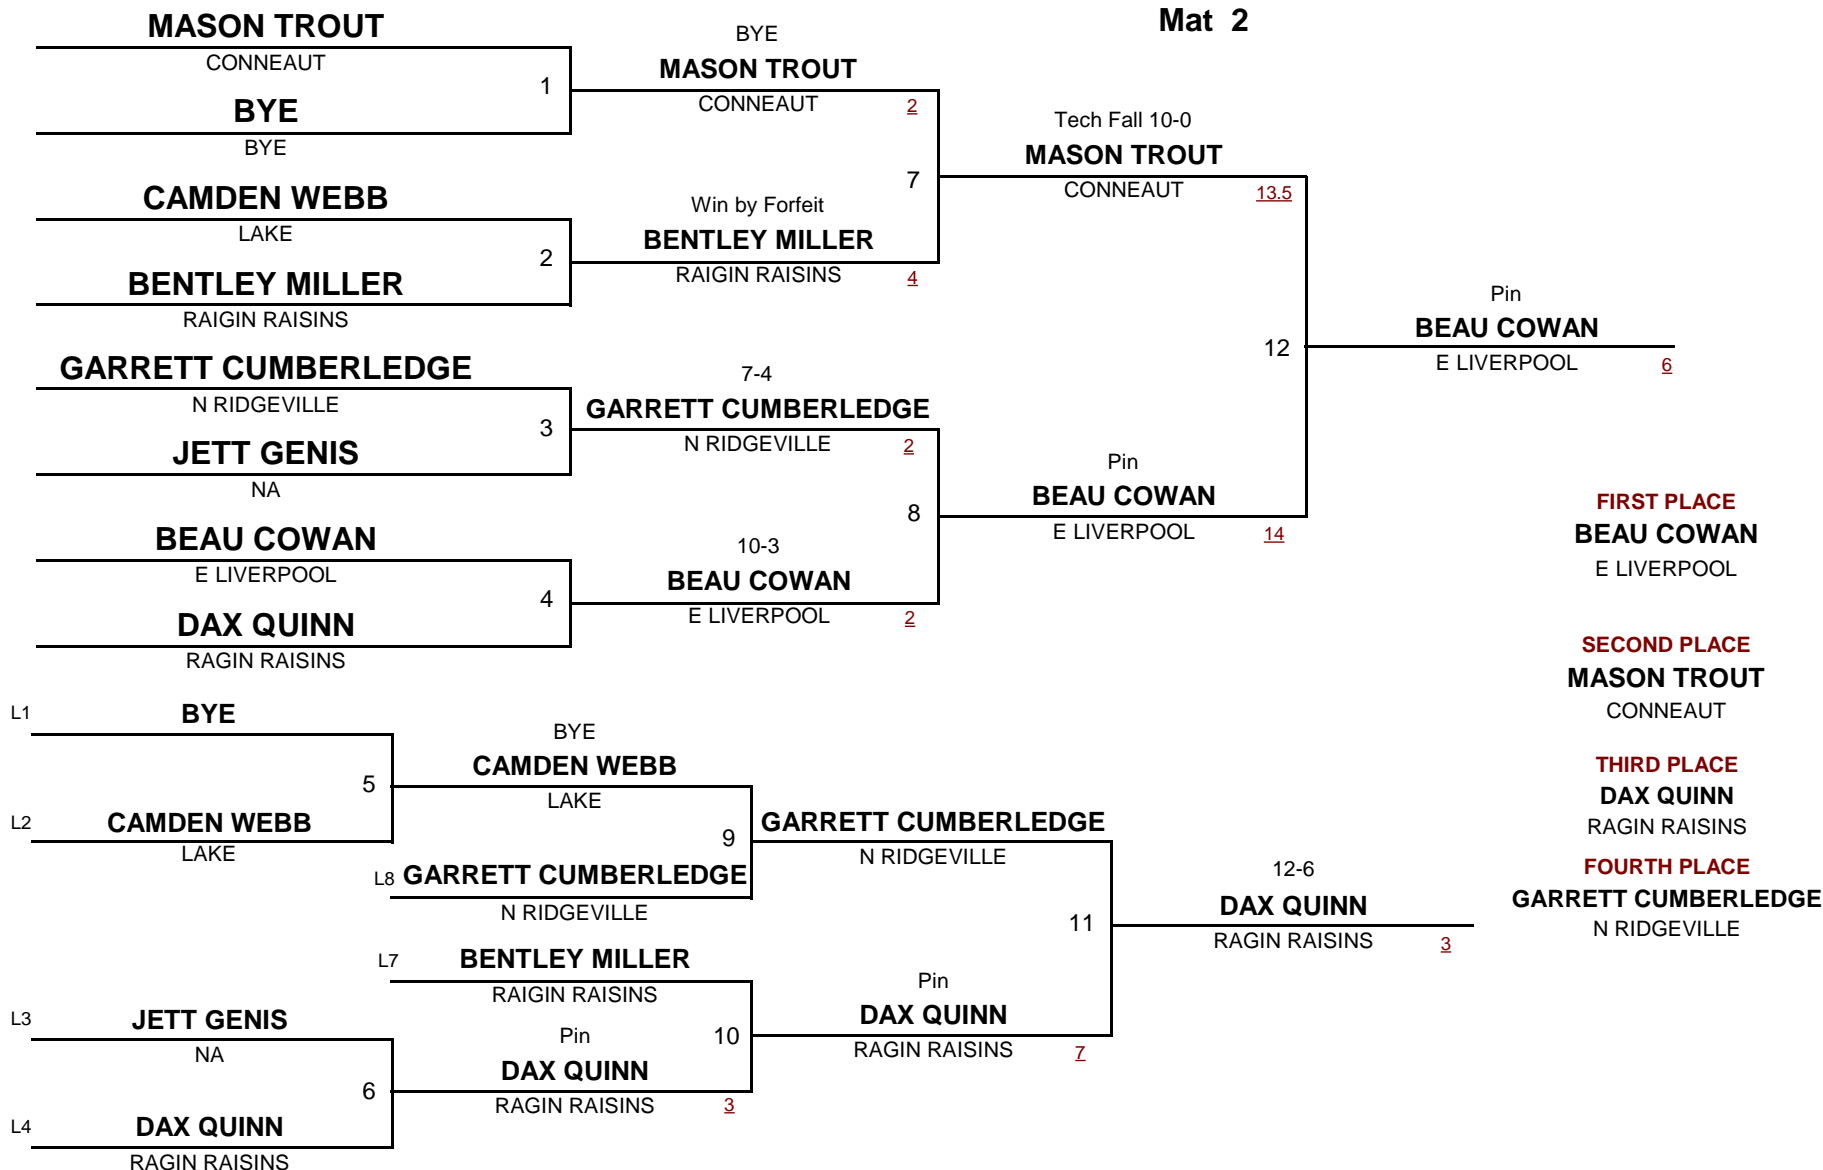 Mat 2
MASON TROUT
CONNEAUT
1
BYE
BYE
CAMDEN WEBB
LAKE
2
BENTLEY MILLER
RAIGIN RAISINS
GARRETT CUMBERLEDGE
N RIDGEVILLE
3
JETT GENIS
NA
BEAU COWAN
E LIVERPOOL
4
DAX QUINN
RAGIN RAISINS
BYE
MASON TROUT
CONNEAUT 2
7
Win by Forfeit
BENTLEY MILLER
RAIGIN RAISINS 4
7-4
GARRETT CUMBERLEDGE
N RIDGEVILLE 2
8
10-3
BEAU COWAN
E LIVERPOOL 2
Tech Fall 10-0
MASON TROUT
CONNEAUT 13.5
12
Pin
BEAU COWAN
E LIVERPOOL 14
Pin
BEAU COWAN
E LIVERPOOL 6
FIRST PLACE
BEAU COWAN
E LIVERPOOL
SECOND PLACE
MASON TROUT
CONNEAUT
THIRD PLACE
DAX QUINN
RAGIN RAISINS
FOURTH PLACE
GARRETT CUMBERLEDGE
N RIDGEVILLE
L1 BYE
5
L2 CAMDEN WEBB
LAKE
L3 JETT GENIS
NA
6
L4 DAX QUINN
RAGIN RAISINS
BYE
CAMDEN WEBB
LAKE
9
L8 GARRETT CUMBERLEDGE
N RIDGEVILLE
L7 BENTLEY MILLER
RAIGIN RAISINS
10
Pin
DAX QUINN
RAGIN RAISINS 3
GARRETT CUMBERLEDGE
N RIDGEVILLE
11
Pin
DAX QUINN
RAGIN RAISINS 7
12-6
DAX QUINN
RAGIN RAISINS 3